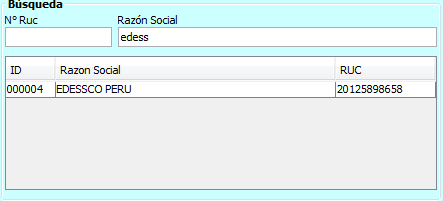 Búsqueda
N° Ruc Razón Social
edess
ID Razon Social RUC
000004 EDESSCO PERU 20125898658